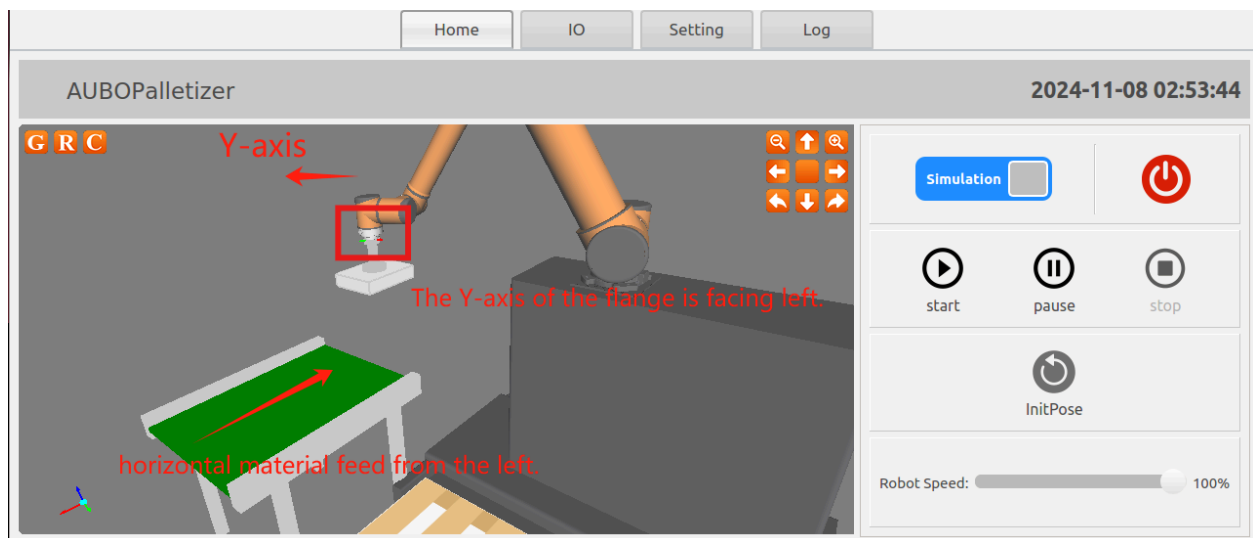 Home IO Setting Log
AUBOPalletizer 2024-11-08 02:53:44
G R C
Y-axis
Simulation
The Y-axis of the flange is facing left.
start pause stop
InitPose
horizontal material feed from the left.
Robot Speed: 100%